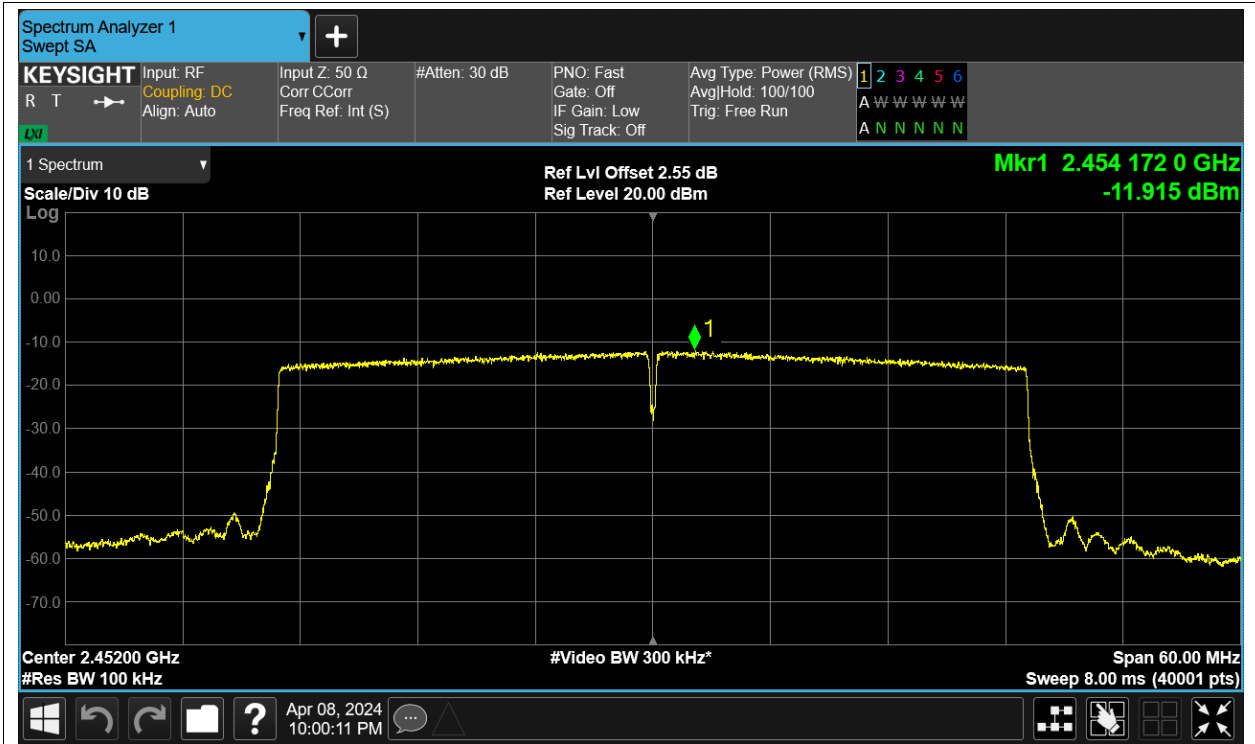 Spectrum Analyzer 1
Swept SA
KEYSIGHT
R T
LXI
Input: RF
Coupling: DC
Align: Auto
Input Z: 50 Ω
Corr CCorr
Freq Ref: Int (S)
#Atten: 30 dB
PNO: Fast
Gate: Off
IF Gain: Low
Sig Track: Off
Avg Type: Power (RMS)
Avg|Hold: 100/100
Trig: Free Run
1 2 3 4 5 6
A W W W W W
A N N N N N
1 Spectrum
Scale/Div 10 dB
Log
Ref Lvl Offset 2.55 dB
Ref Level 20.00 dBm
Mkr1 2.454 172 0 GHz
-11.915 dBm
10.0
0.00
-10.0
-20.0
-30.0
-40.0
-50.0
-60.0
-70.0
1
Center 2.45200 GHz
#Res BW 100 kHz
#Video BW 300 kHz*
Span 60.00 MHz
Sweep 8.00 ms (40001 pts)
?
Apr 08, 2024
10:00:11 PM